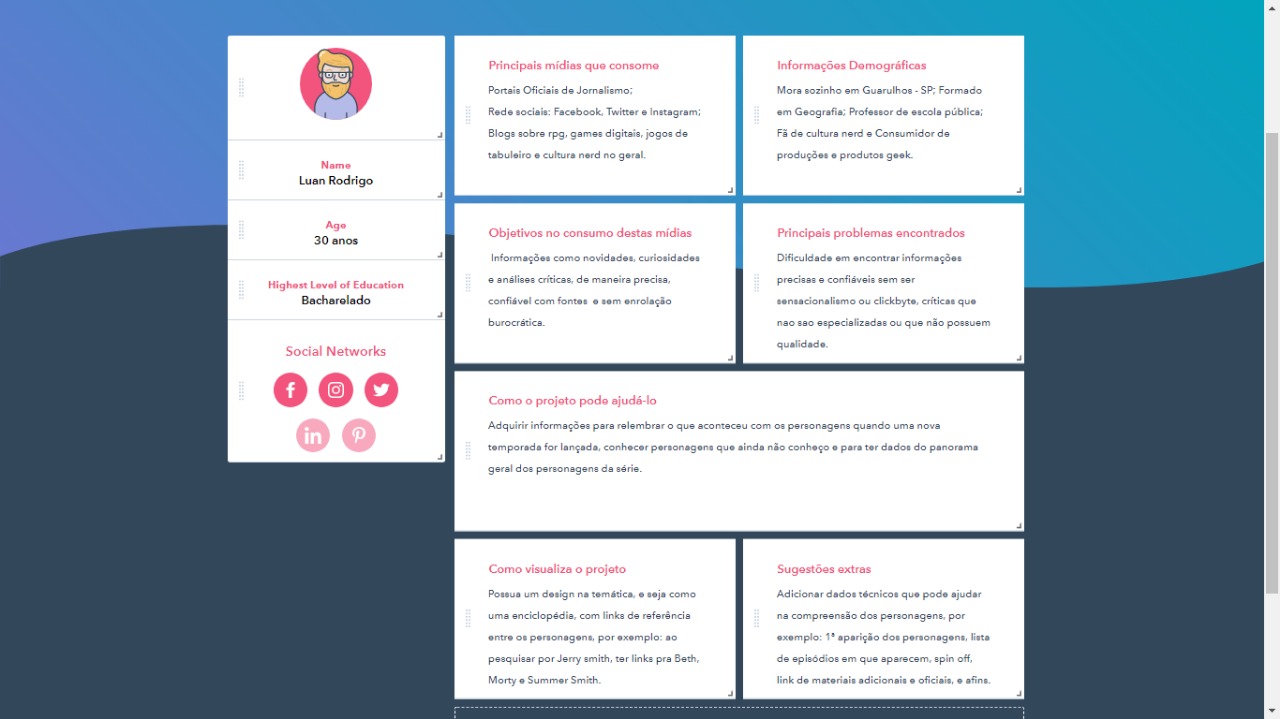 Name
Luan Rodrigo
Age
30 anos
Highest Level of Education
Bacharelado
Social Networks
Principais mídias que consome
Portais Oficiais de Jornalismo;
Rede sociais: Facebook, Twitter e Instagram;
Blogs sobre rpg, games digitais, jogos de
tabuleiro e cultura nerd no geral.
Informações Demográficas
Mora sozinho em Guarulhos - SP; Formado
em Geografia; Professor de escola pública;
Fã de cultura nerd e Consumidor de
produções e produtos geek.
Objetivos no consumo destas mídias
Informações como novidades, curiosidades
e análises críticas, de maneira precisa,
confiável com fontes e sem enrolação
burocrática.
Principais problemas encontrados
Dificuldade em encontrar informações
precisas e confiáveis sem ser
sensacionalismo ou clickbyte, críticas que
nao sao especializadas ou que não possuem
qualidade.
Como o projeto pode ajudá-lo
Adquirir informações para relembrar o que aconteceu com os personagens quando uma nova
temporada for lançada, conhecer personagens que ainda não conheço e para ter dados do panorama
geral dos personagens da série.
Como visualiza o projeto
Possua um design na temática, e seja como
uma enciclopédia, com links de referência
entre os personagens, por exemplo: ao
pesquisar por Jerry smith, ter links pra Beth,
Morty e Summer Smith.
Sugestões extras
Adicionar dados técnicos que pode ajudar
na compreensão dos personagens, por
exemplo: 1ª aparição dos personagens, lista
de episódios em que aparecem, spin off,
link de materiais adicionais e oficiais, e afins.